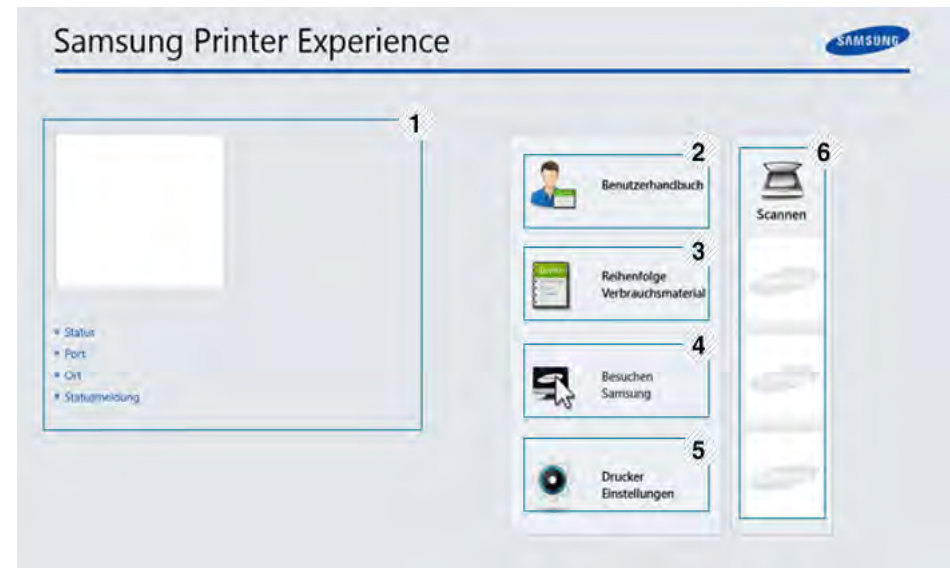 Samsung Printer Experience
SAMSUNG
1
Status
Port
Ort
Statusmeldung
2
Benutzerhandbuch
3
Reihenfolge
Verbrauchsmaterial
4
Besuchen
Samsung
5
Drucker
Einstellungen
6
Scannen